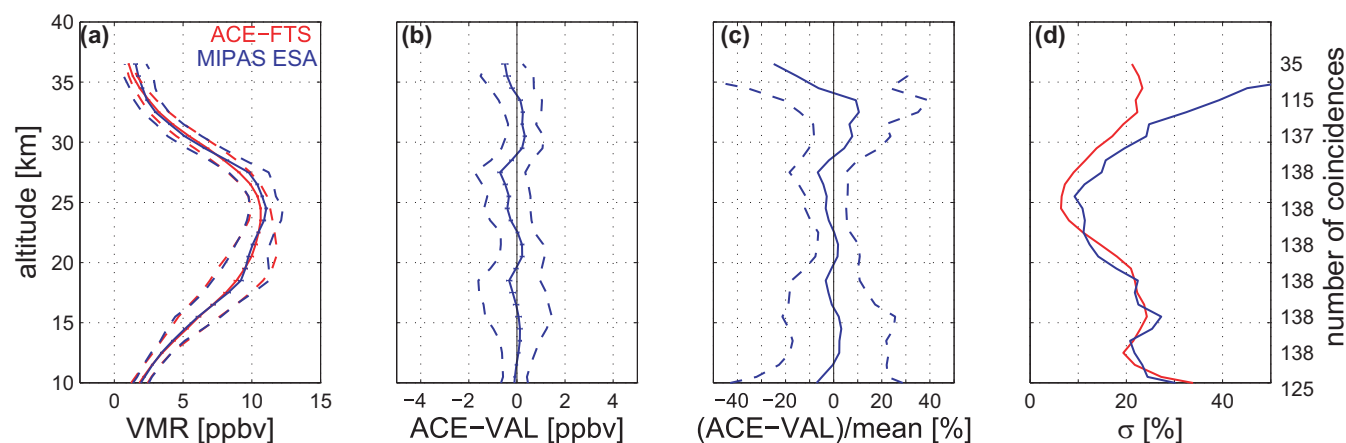 (a) ACE−FTS
MIPAS ESA
40
35
30
25
20
15
10
altitude [km]
0 5 10 15
VMR [ppbv]
(b)
−4 −2 0 2 4
ACE−VAL [ppbv]
(c)
−40 −20 0 20 40
(ACE−VAL)/mean [%]
(d)
0 20 40
σ [%]
35
115
137
138
138
138
138
138
138
125
number of coincidences